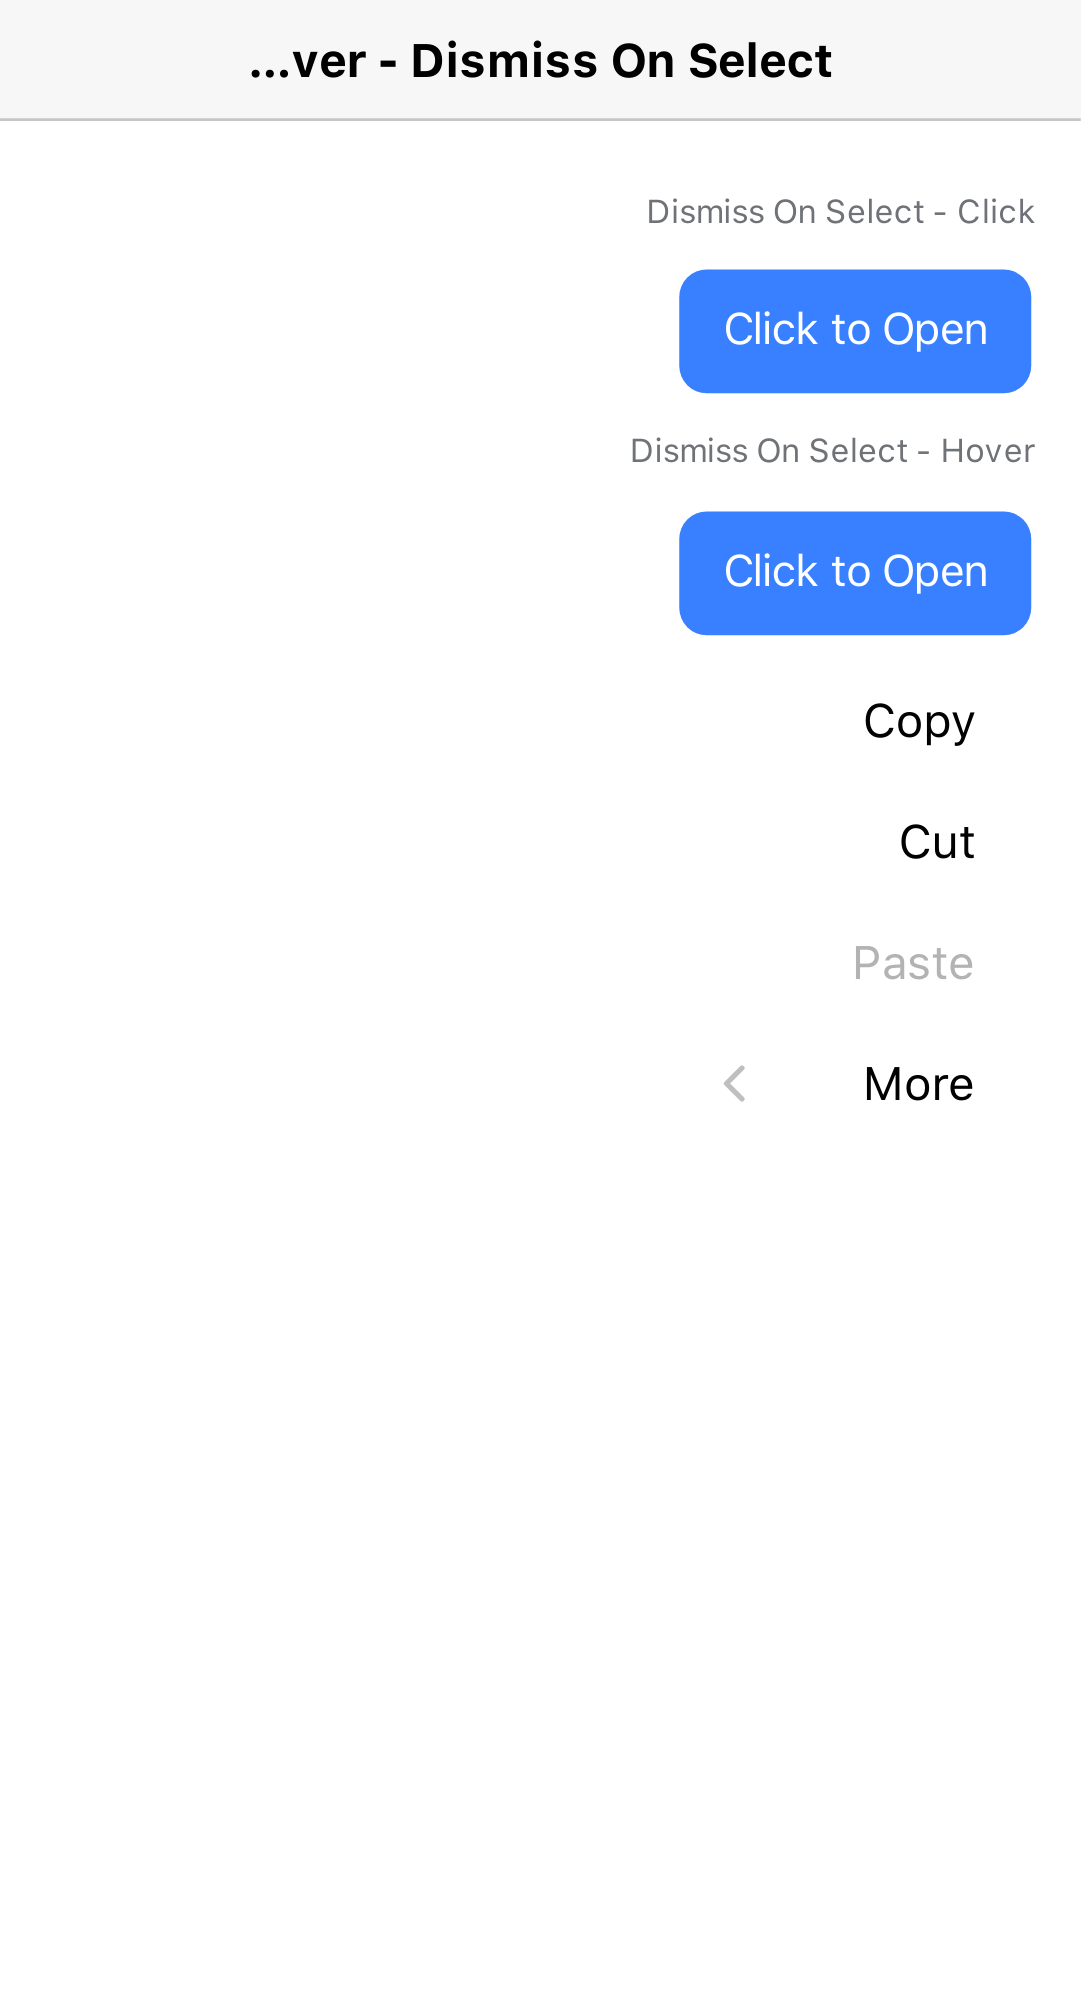 ...ver - Dismiss On Select
Dismiss On Select - Click
Click to Open
Dismiss On Select - Hover
Click to Open
Copy
Cut
Paste
More